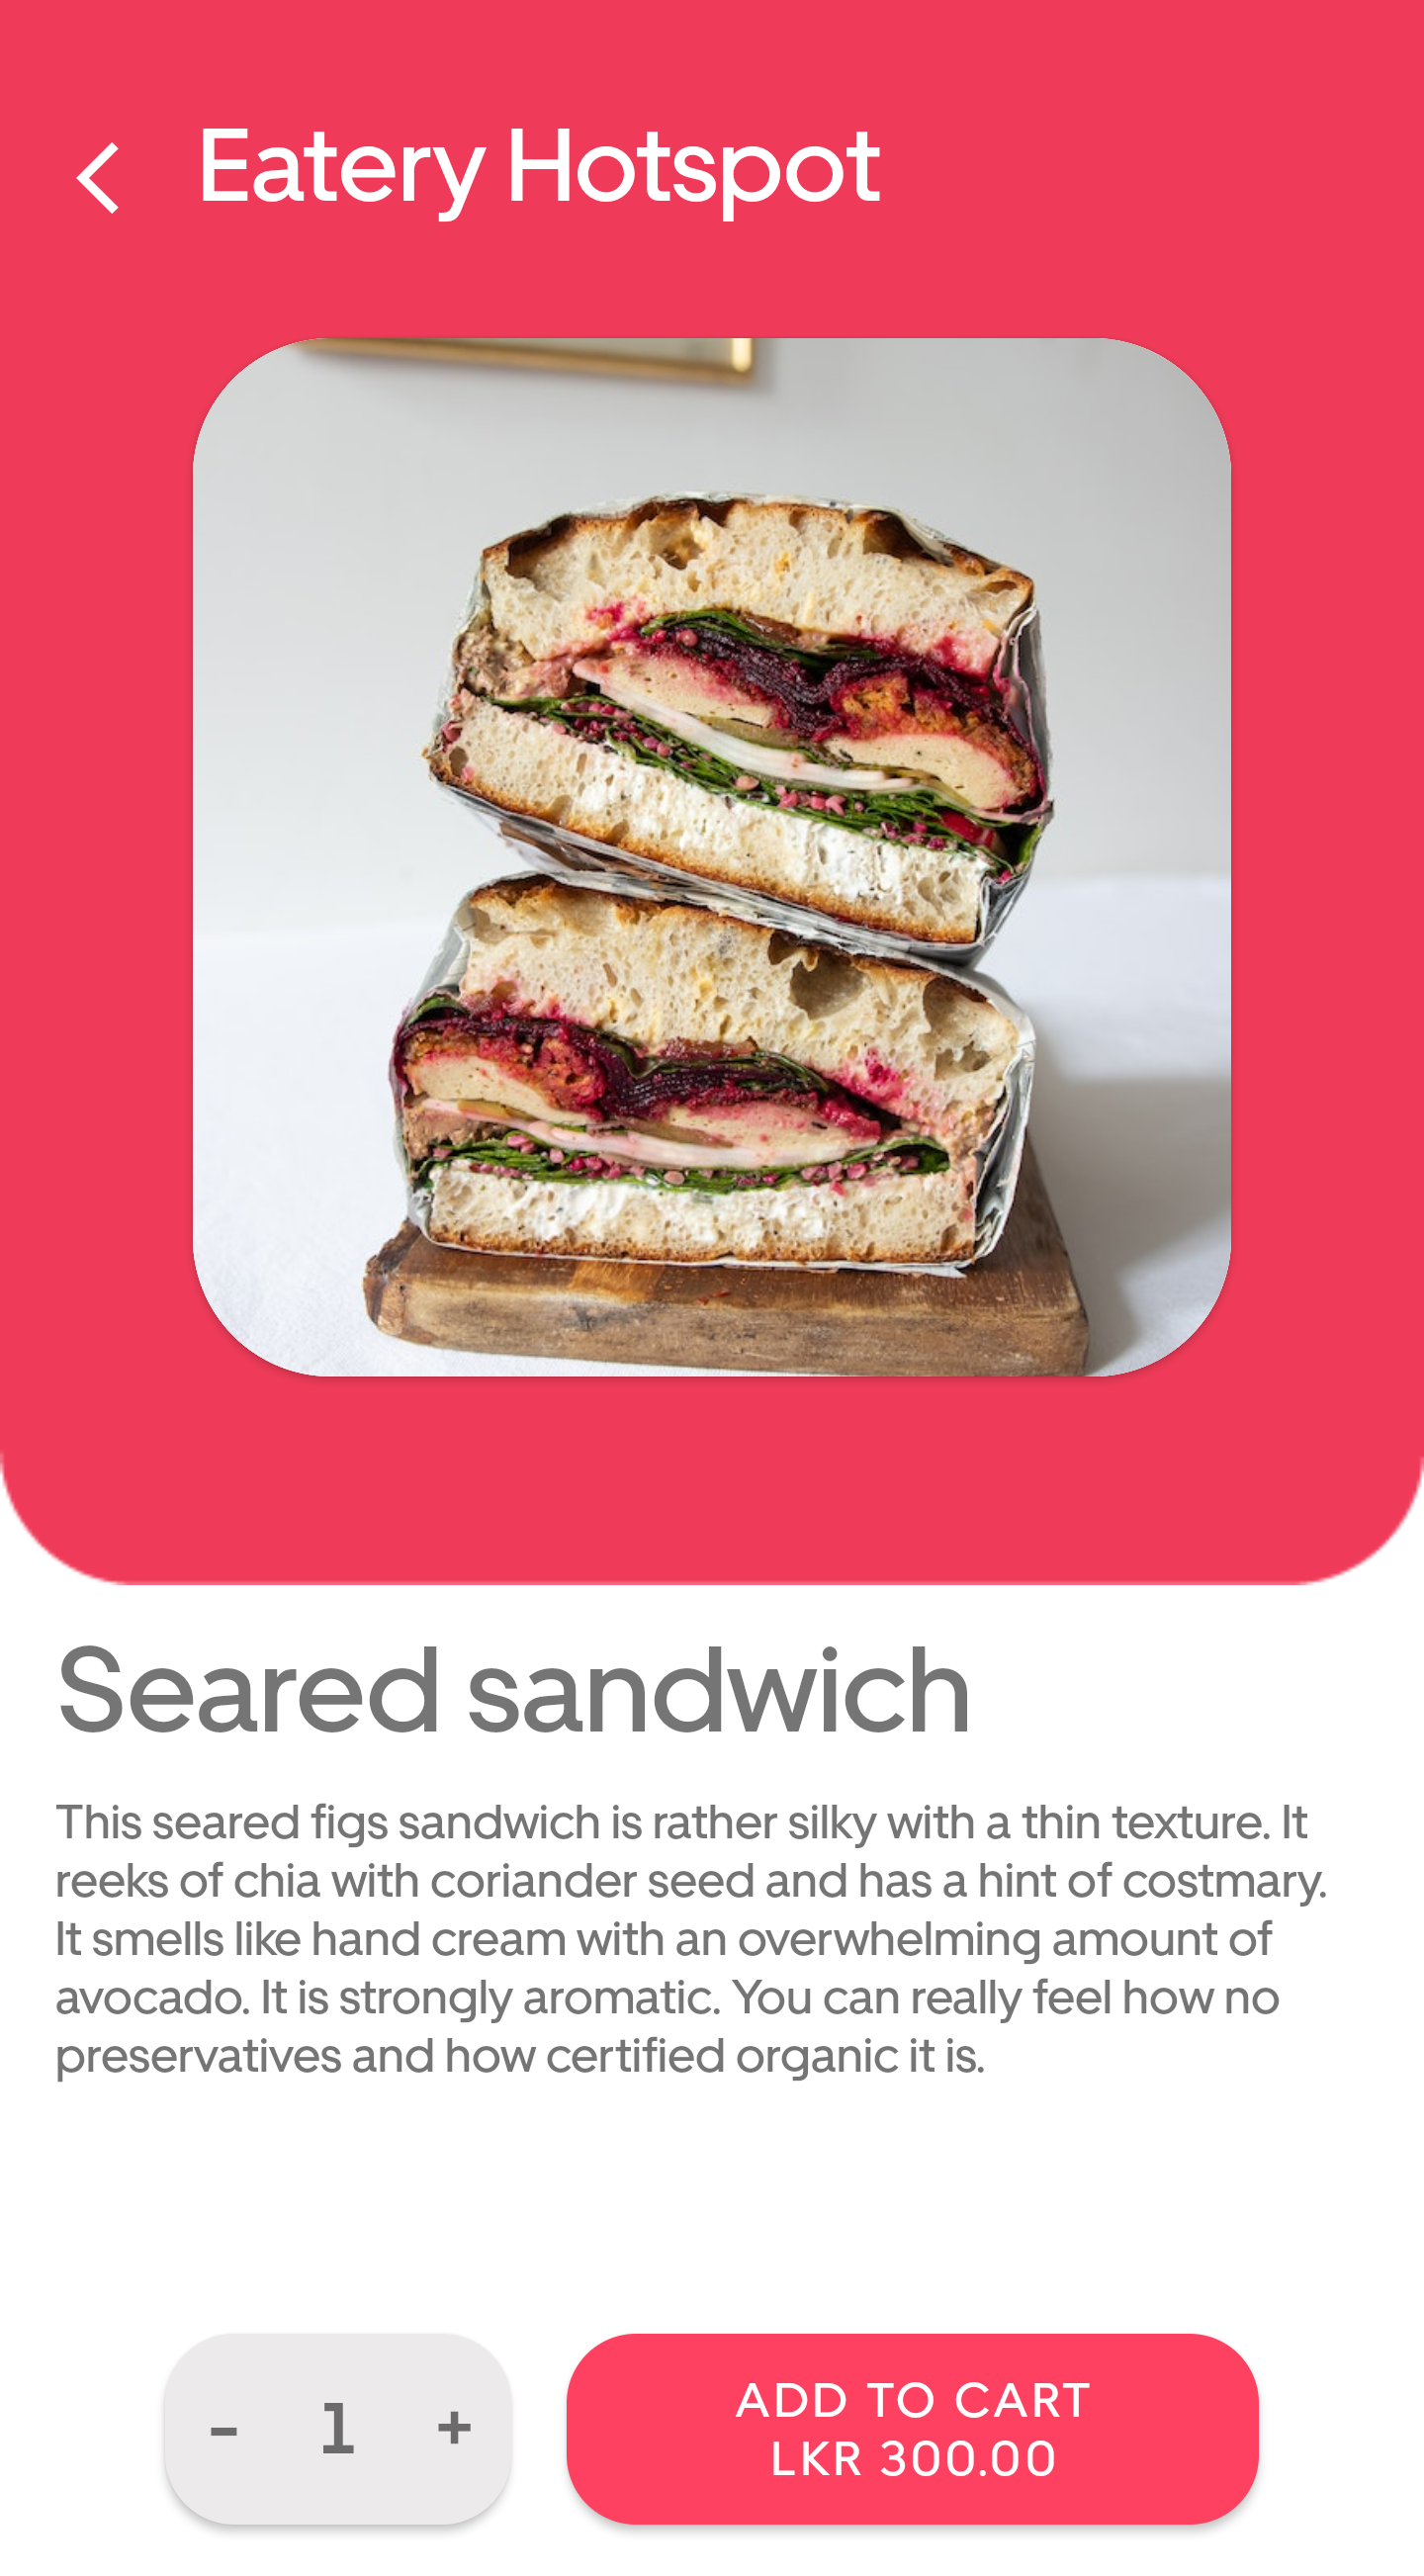 Eatery Hotspot
Seared sandwich
This seared figs sandwich is rather silky with a thin texture. It
reeks of chia with coriander seed and has a hint of costmary.
It smells like hand cream with an overwhelming amount of
avocado. It is strongly aromatic. You can really feel how no
preservatives and how certified organic it is.
- 1 +
ADD TO CART
LKR 300.00